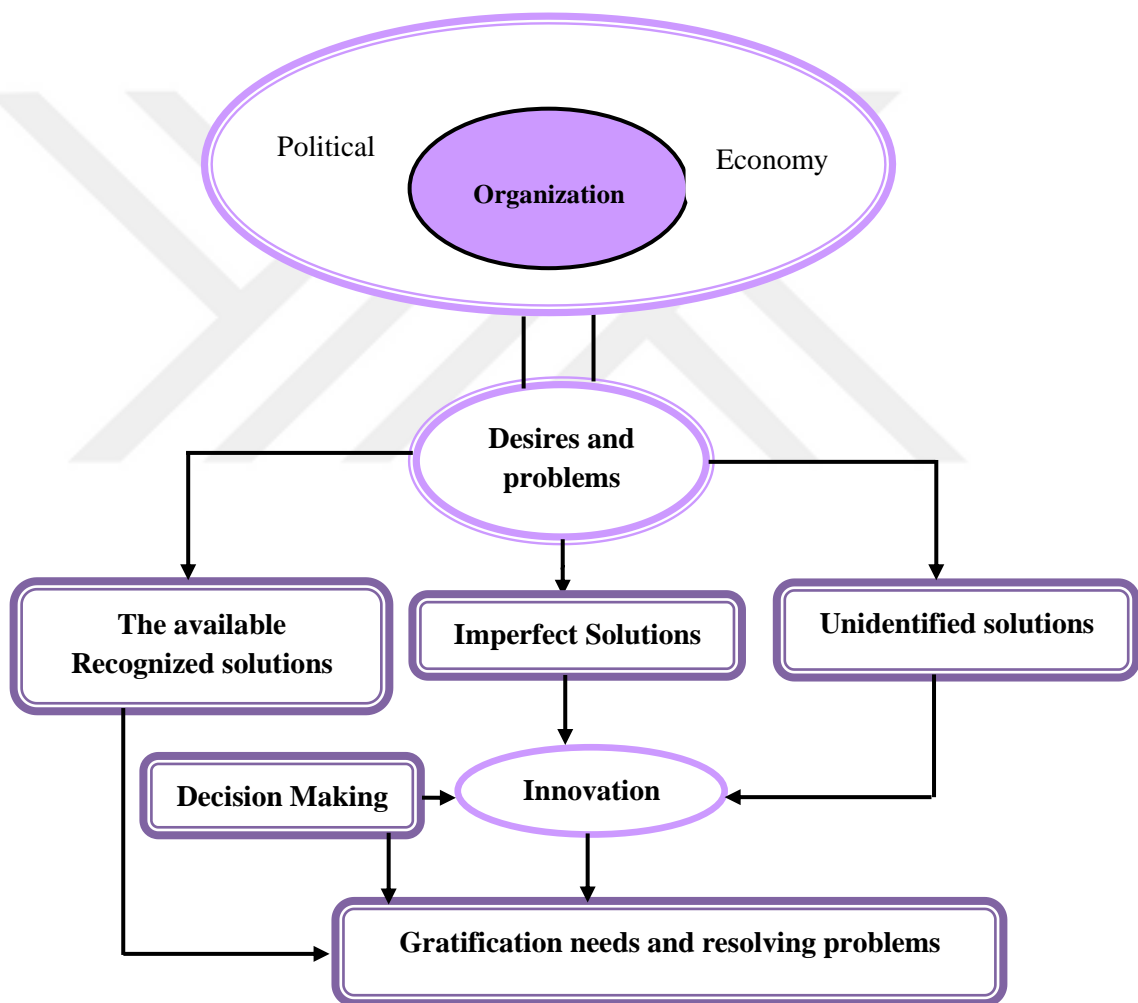 Political
Economy
Organization
Desires and
problems
The available
Recognized solutions
Imperfect Solutions
Unidentified solutions
Decision Making
Innovation
Gratification needs and resolving problems